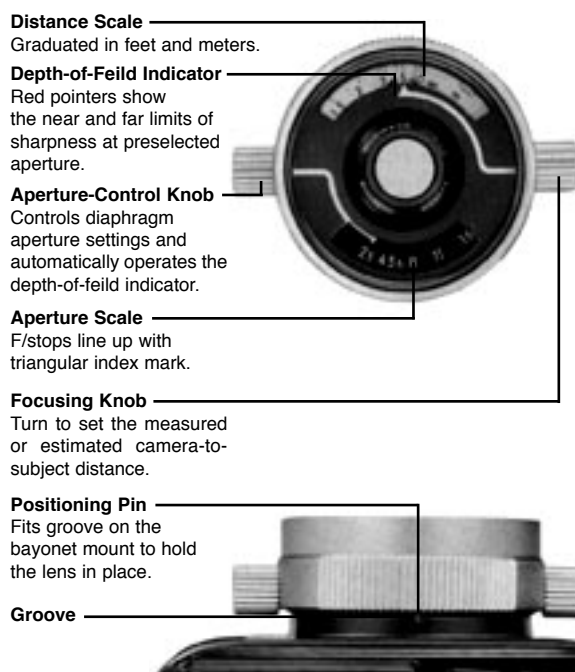 Distance Scale
Graduated in feet and meters.
Depth-of-Feild Indicator
Red pointers show
the near and far limits of
sharpness at preselected
aperture.
Aperture-Control Knob
Controls diaphragm
aperture settings and
automatically operates the
depth-of-feild indicator.
Aperture Scale
F/stops line up with
triangular index mark.
Focusing Knob
Turn to set the measured
or estimated camera-to-
subject distance.
Positioning Pin
Fits groove on the
bayonet mount to hold
the lens in place.
Groove